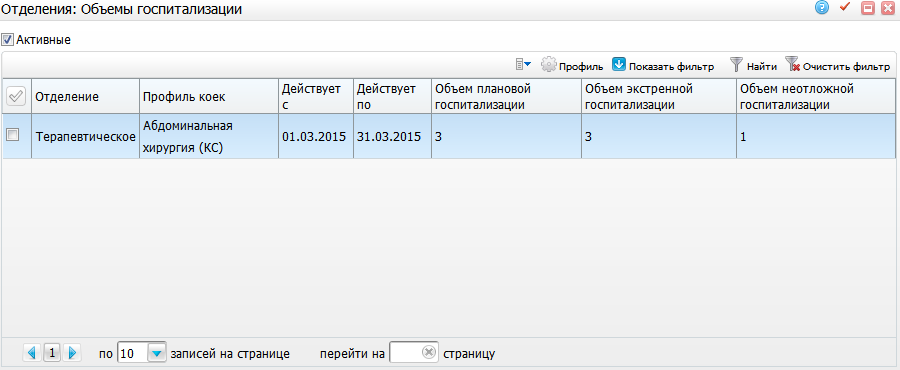 Отделения: Объемы госпитализации
Активные
Профиль Показать фильтр Найти Очистить фильтр
Отделение Профиль коек Действует с Действует по Объем плановой госпитализации Объем экстренной госпитализации Объем неотложной госпитализации
Терапевтическое Абдоминальная хирургия (КС) 01.03.2015 31.03.2015 3 3 1
1 по 10 записей на странице перейти на страницу